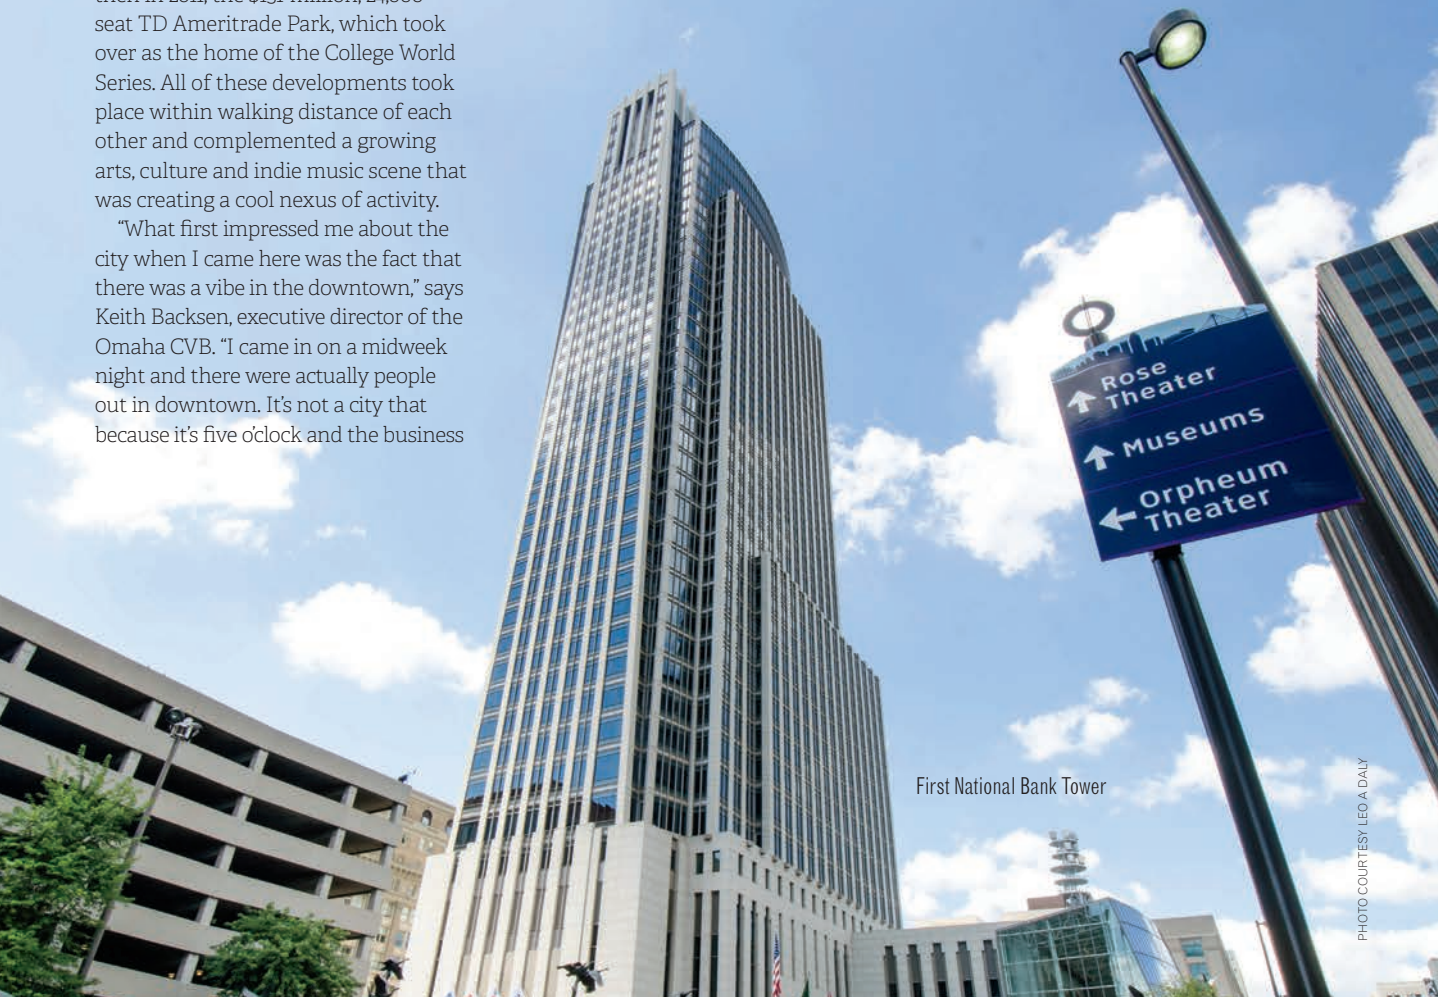 seat TD Ameritrade Park, which took
over as the home of the College World
Series. All of these developments took
place within walking distance of each
other and complemented a growing
arts, culture and indie music scene that
was creating a cool nexus of activity.
“What first impressed me about the
city when I came here was the fact that
there was a vibe in the downtown,” says
Keith Backsen, executive director of the
Omaha CVB. “I came in on a midweek
night and there were actually people
out in downtown. It’s not a city that
because it’s five o’clock and the business
Rose
Theater
Museums
Orpheum
Theater
First National Bank Tower
PHOTO COURTESY LEO A DALY